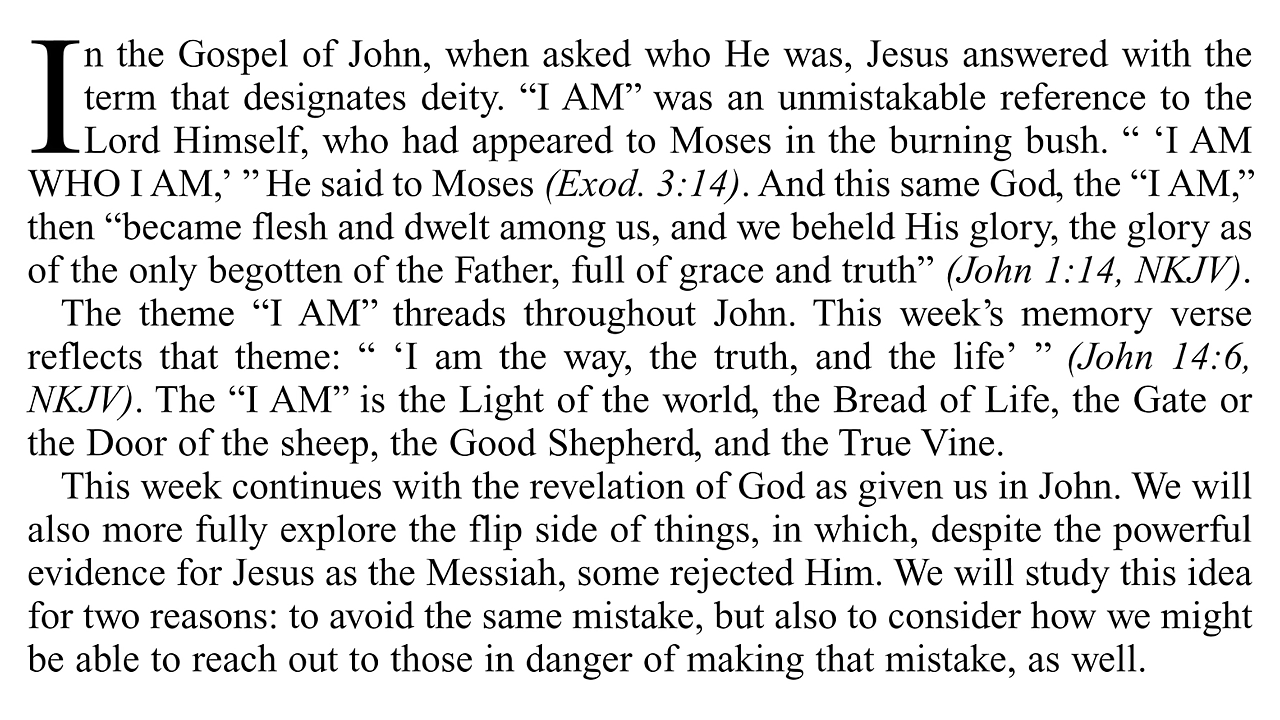 In the Gospel of John, when asked who He was, Jesus answered with the
term that designates deity. “I AM” was an unmistakable reference to the
Lord Himself, who had appeared to Moses in the burning bush. “ ‘I AM
WHO I AM,’ ” He said to Moses (Exod. 3:14). And this same God, the “I AM,”
then “became flesh and dwelt among us, and we beheld His glory, the glory as
of the only begotten of the Father, full of grace and truth” (John 1:14, NKJV).
The theme “I AM” threads throughout John. This week’s memory verse
reflects that theme: “ ‘I am the way, the truth, and the life’ ” (John 14:6,
NKJV). The “I AM” is the Light of the world, the Bread of Life, the Gate or
the Door of the sheep, the Good Shepherd, and the True Vine.
This week continues with the revelation of God as given us in John. We will
also more fully explore the flip side of things, in which, despite the powerful
evidence for Jesus as the Messiah, some rejected Him. We will study this idea
for two reasons: to avoid the same mistake, but also to consider how we might
be able to reach out to those in danger of making that mistake, as well.